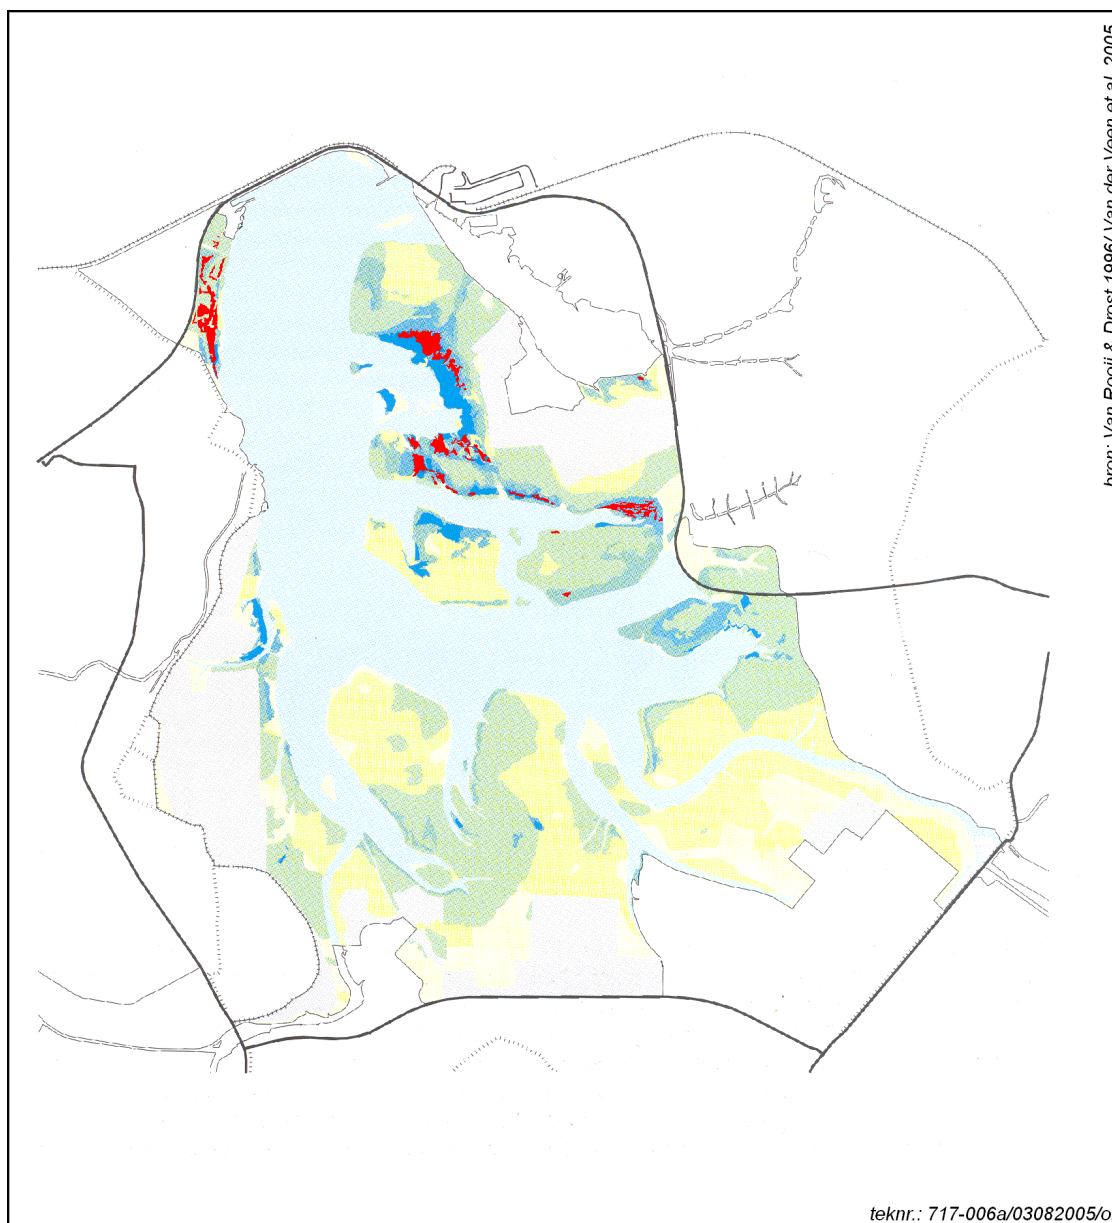 bron: Van Rooij & Drost 1996/ Van der Veen et al. 2005
teknr.: 717-006a/03082005/o